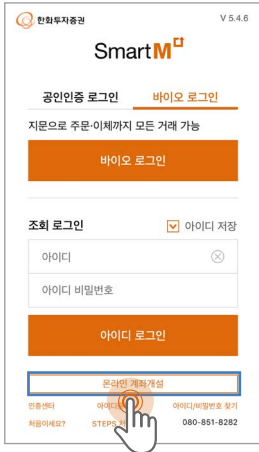 한화투자증권 V 5.4.6
SmartM
공인인증 로그인 바이오 로그인
지문으로 주문·이체까지 모든 거래 가능
바이오 로그인
조회 로그인 아이디 저장
아이디
아이디 비밀번호
아이디 로그인
온라인 계좌개설
인증센터 아이디 아이디/비밀번호 찾기
처음이세요? STEPS 080-851-8282